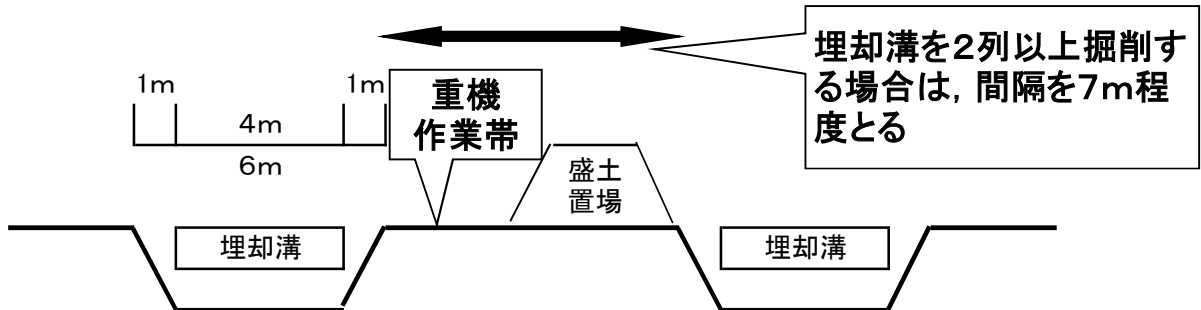 埋却溝を2列以上掘削す
る場合は，間隔を7m程
度とる
1m
1m
4m
6m
重機
作業帯
盛土
置場
埋却溝
埋却溝